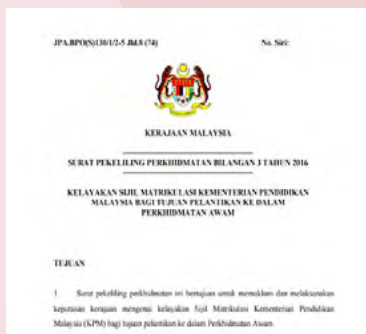 JPA.BPO(S)130/1/2-5 Jld.8 (74) No. Siri:
KERAJAAN MALAYSIA
SURAT PEKELILING PERKHIDMATAN BILANGAN 3 TAHUN 2016
KELAYAKAN SIJIL MATRIKULASI KEMENTERIAN PENDIDIKAN
MALAYSIA BAGI TUJUAN PELANTIKAN KE DALAM
PERKHIDMATAN AWAM
TUJUAN
1. Surat pekeliling perkhidmatan ini bertujuan untuk memaklum dan melaksanakan
keputusan kerajaan mengenai kelayakan Sijil Matrikulasi Kementerian Pendidikan
Malaysia (KPM) bagi tujuan pelantikan ke dalam Perkhidmatan Awam.